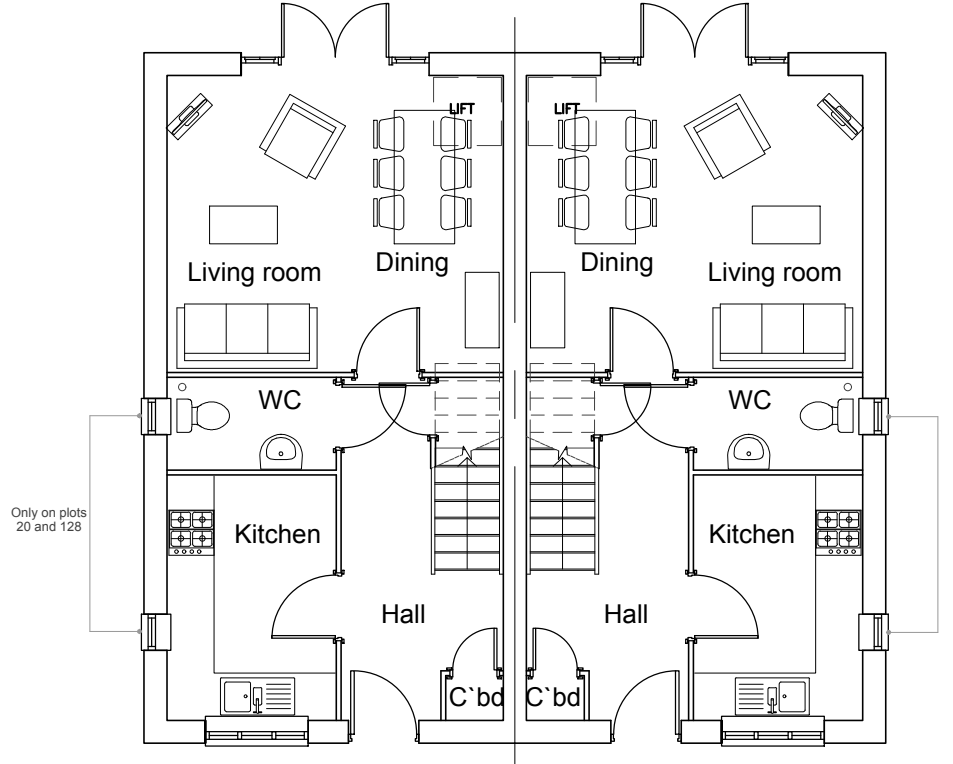 LIFT
LIFT
Dining
Dining
Living room
Living room
WC
WC
Only on plots
20 and 128
Kitchen
Kitchen
Hall
Hall
C`bd
C`bd